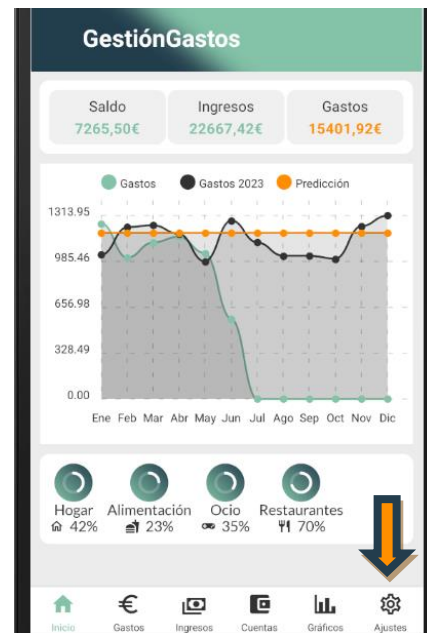 GestiónGastos
Saldo Ingresos Gastos
7265,50€ 22667,42€ 15401,92€
Gastos Gastos 2023 Predicción
1313.95
985.46
656.98
328.49
0.00
Ene Feb Mar Abr May Jun Jul Ago Sep Oct Nov Dic
Hogar Alimentación Ocio Restaurantes
42% 23% 35% 70%
Inicio Gastos Ingresos Cuentas Gráficos Ajustes